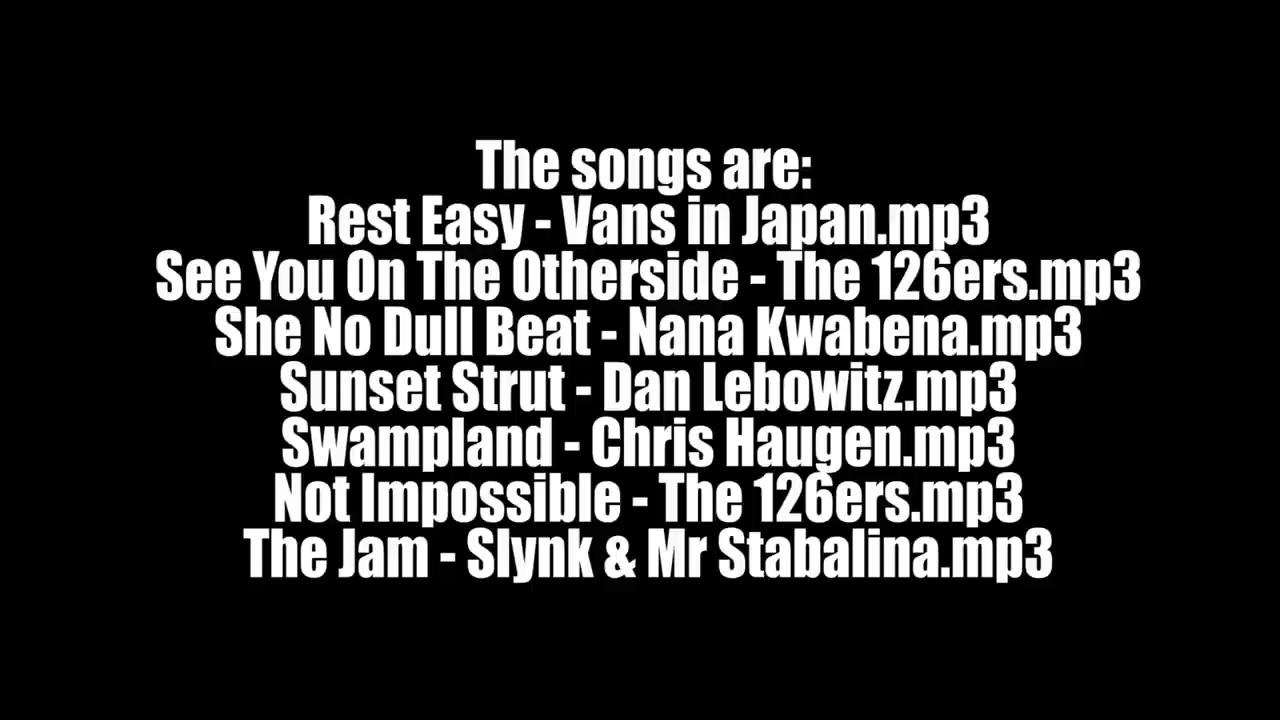 The songs are:
Rest Easy - Vans in Japan.mp3
See You On The Otherside - The 126ers.mp3
She No Dull Beat - Nana Kwabena.mp3
Sunset Strut - Dan Lebowitz.mp3
Swampland - Chris Haugen.mp3
Not Impossible - The 126ers.mp3
The Jam - Slynk & Mr Stabalina.mp3